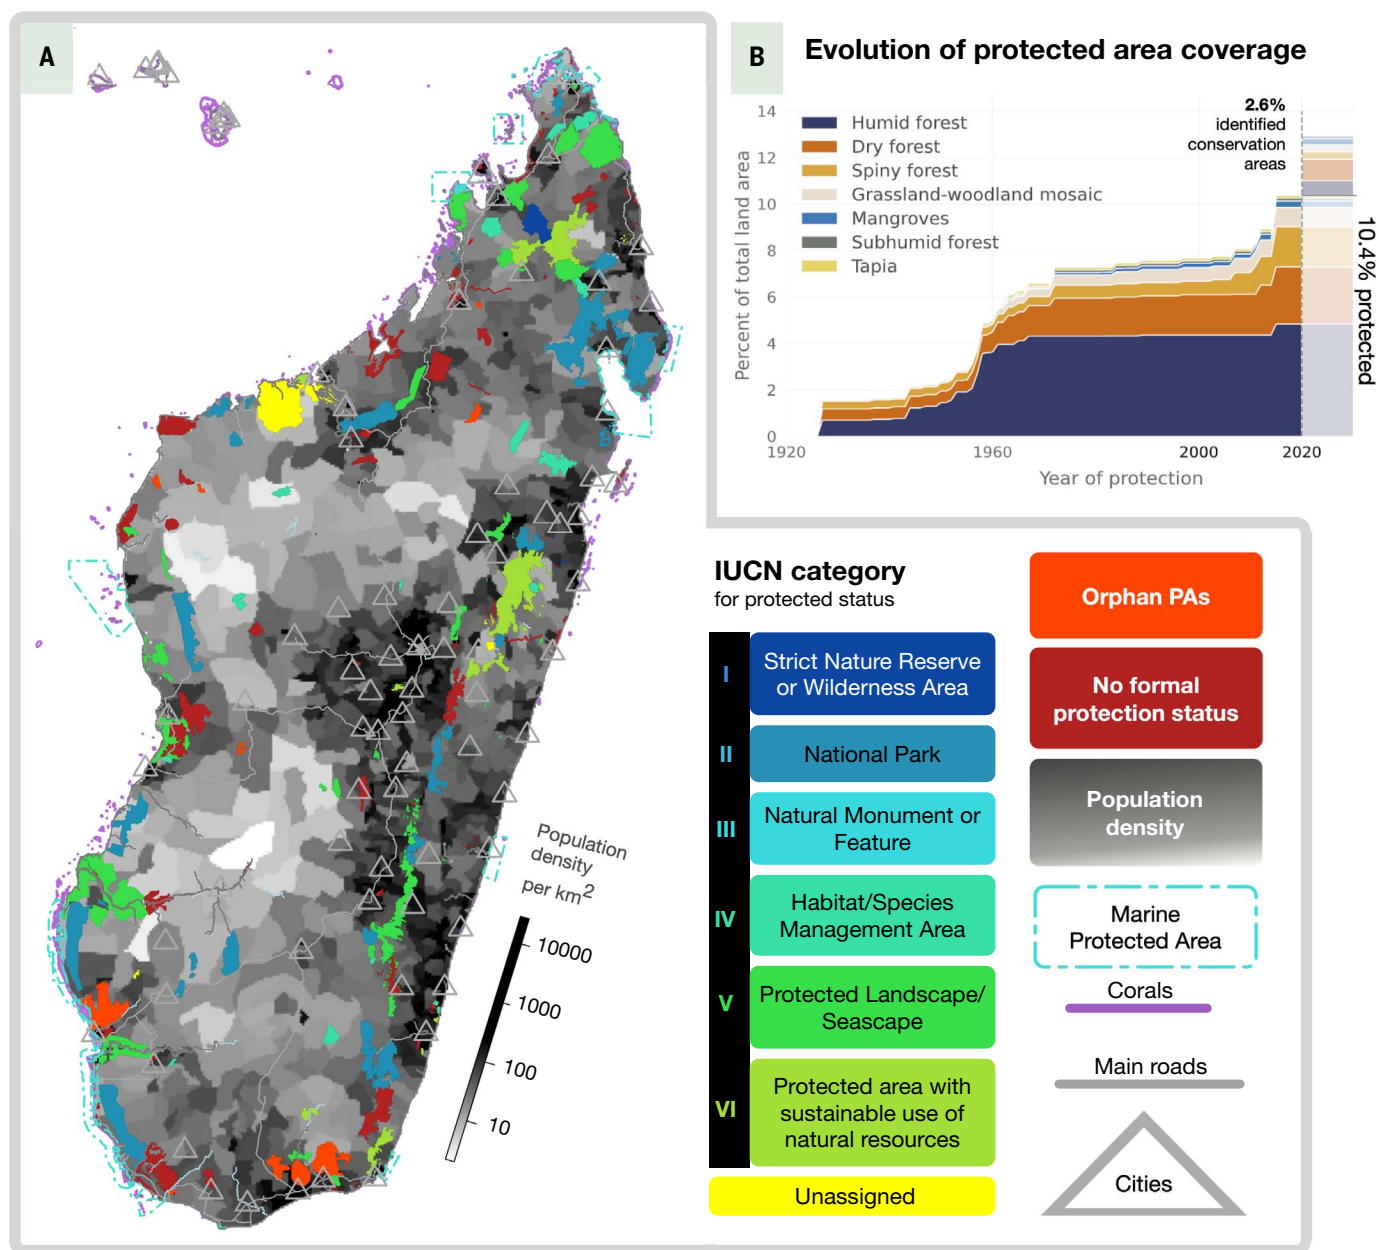 A
Population
density
per km2
10000
1000
100
10
B
Evolution of protected area coverage
14
12
10
8
6
4
2
0
Percent of total land area
1920
1960
2000
2020
Year of protection
Humid forest
Dry forest
Spiny forest
Grassland-woodland mosaic
Mangroves
Subhumid forest
Tapia
2.6%
identified
conservation
areas
10.4% protected
IUCN category
for protected status
I
Strict Nature Reserve
or Wilderness Area
II
National Park
III
Natural Monument or
Feature
IV
Habitat/Species
Management Area
V
Protected Landscape/
Seascape
VI
Protected area with
sustainable use of
natural resources
Unassigned
Orphan PAs
No formal
protection status
Population
density
Marine
Protected Area
Corals
Main roads
Cities